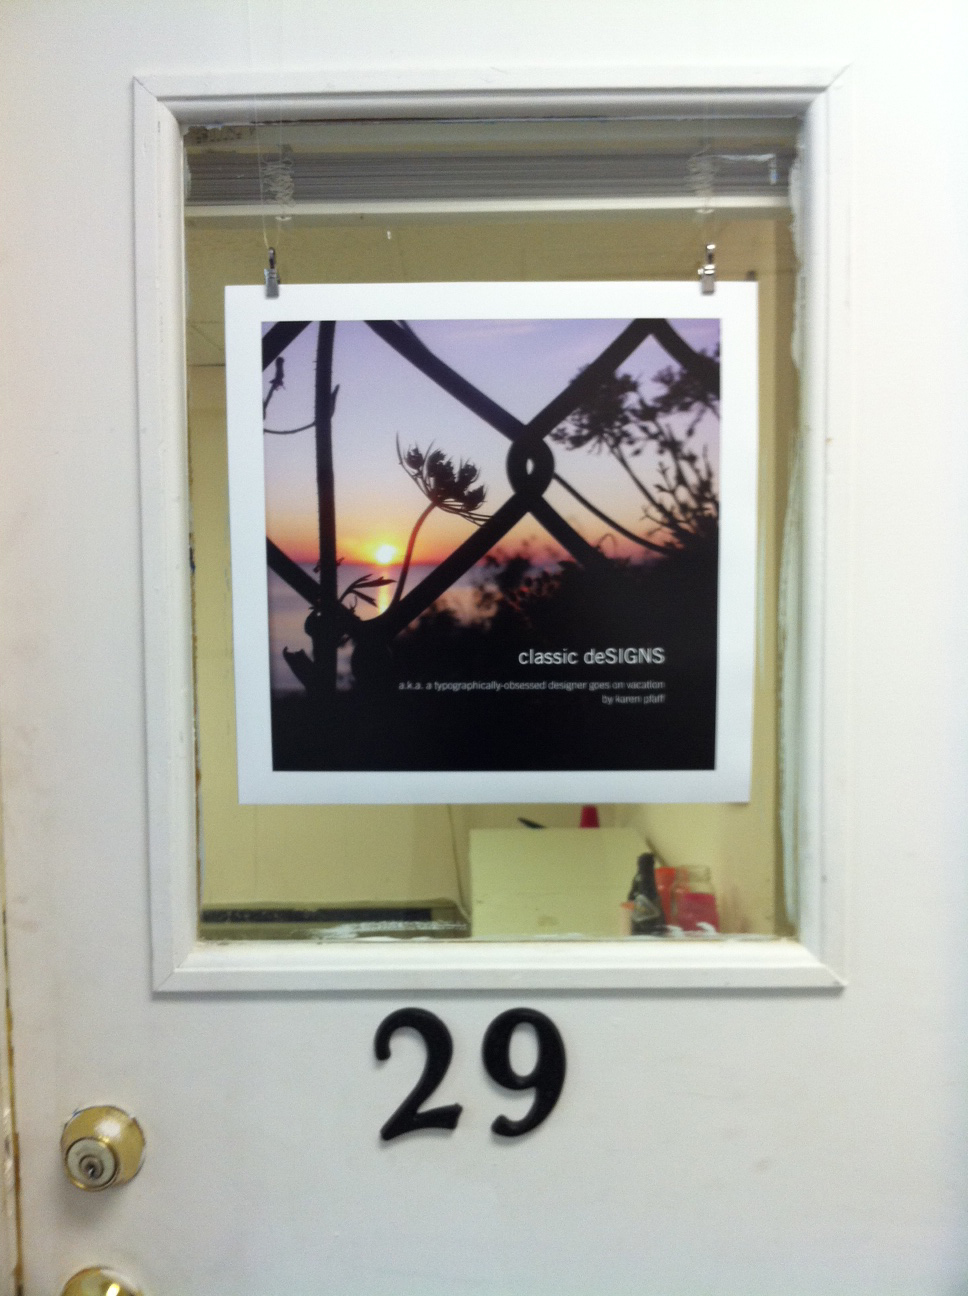 classic deSIGNS
a.k.a. a typographically-obsessed designer goes on vacation
by karen pfaff
29